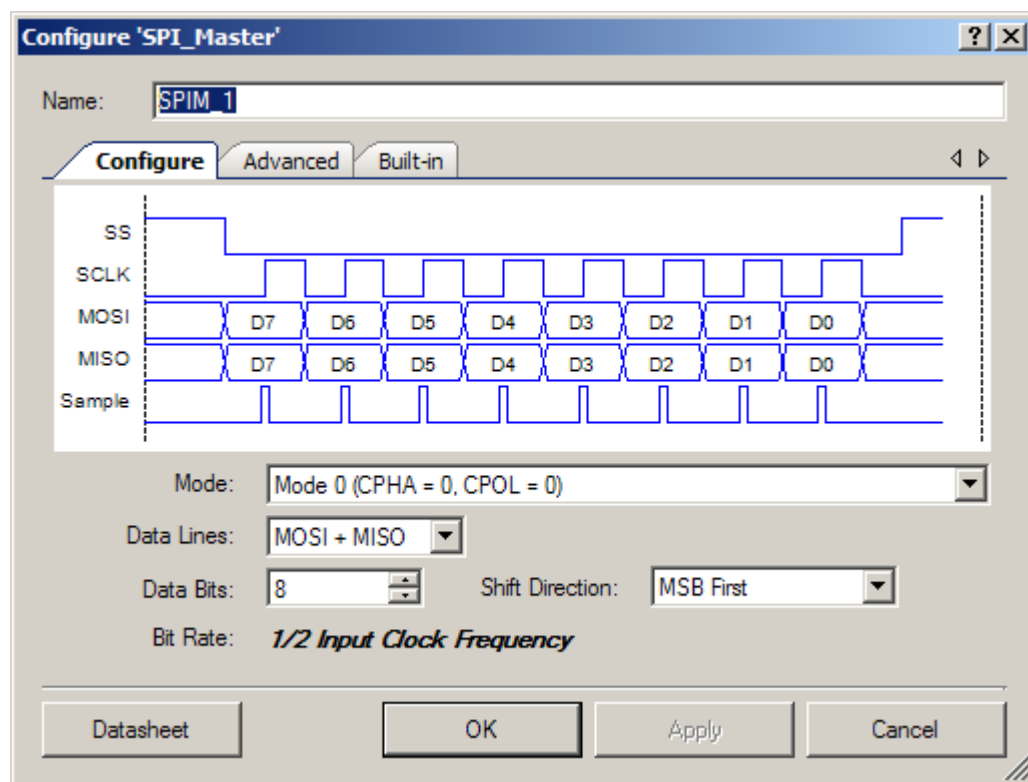 Configure 'SPI_Master'
Name: SPIM_1
Configure Advanced Built-in
SS
SCLK
MOSI D7 D6 D5 D4 D3 D2 D1 D0
MISO D7 D6 D5 D4 D3 D2 D1 D0
Sample
Mode: Mode 0 (CPHA = 0, CPOL = 0)
Data Lines: MOSI + MISO
Data Bits: 8 Shift Direction: MSB First
Bit Rate: 1/2 Input Clock Frequency
Datasheet OK Apply Cancel